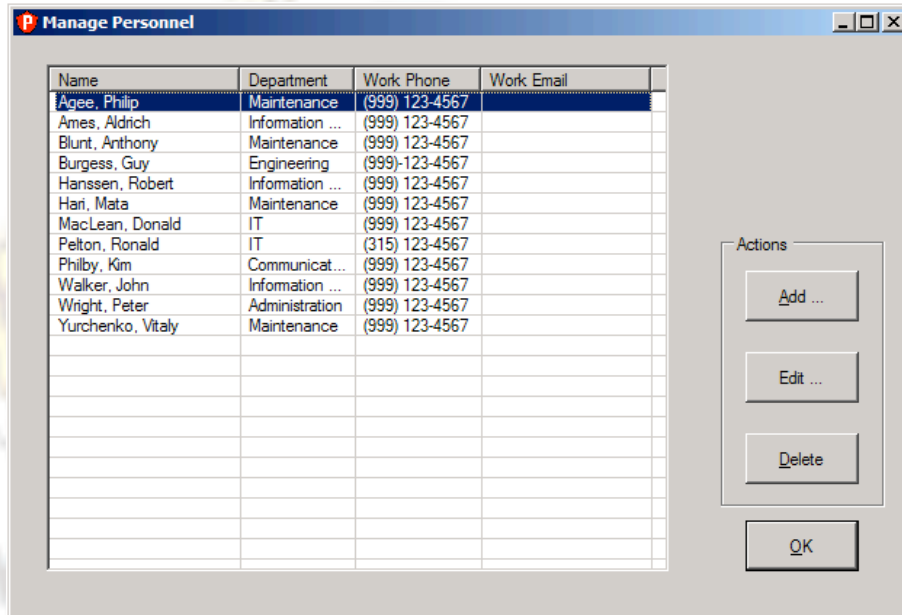 P Manage Personnel
Name Department Work Phone Work Email
Agee, Philip Maintenance (999) 123-4567
Ames, Aldrich Information ... (999) 123-4567
Blunt, Anthony Maintenance (999) 123-4567
Burgess, Guy Engineering (999)-123-4567
Hanssen, Robert Information ... (999) 123-4567
Hari, Mata Maintenance (999) 123-4567
MacLean, Donald IT (999) 123-4567
Pelton, Ronald IT (315) 123-4567
Philby, Kim Communicat... (999) 123-4567
Walker, John Information ... (999) 123-4567
Wright, Peter Administration (999) 123-4567
Yurchenko, Vitaly Maintenance (999) 123-4567
Actions
Add ...
Edit ...
Delete
OK